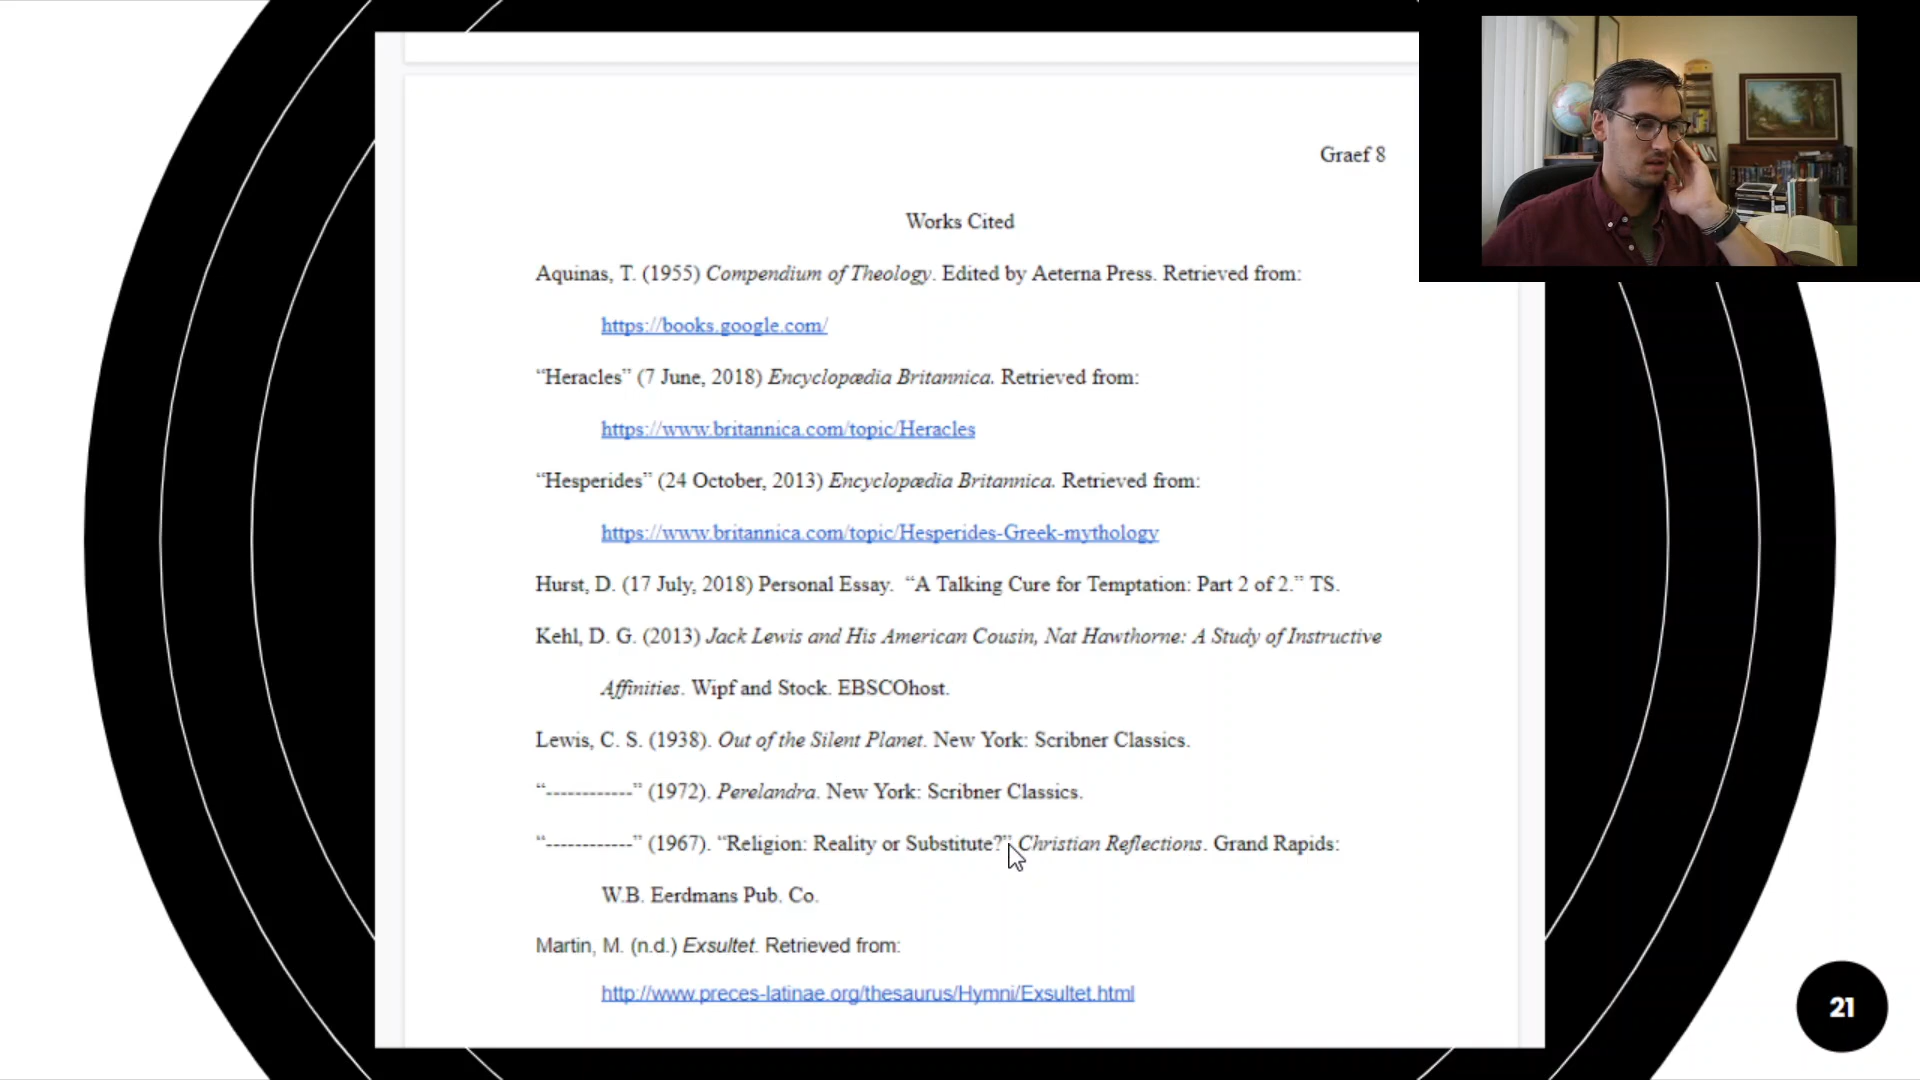 Graef 8
Works Cited
Aquinas, T. (1955) Compendium of Theology. Edited by Aeterna Press. Retrieved from:
https://books.google.com/
“Heracles” (7 June, 2018) Encyclopædia Britannica. Retrieved from:
https://www.britannica.com/topic/Heracles
“Hesperides” (24 October, 2013) Encyclopædia Britannica. Retrieved from:
https://www.britannica.com/topic/Hesperides-Greek-mythology
Hurst, D. (17 July, 2018) Personal Essay.  “A Talking Cure for Temptation: Part 2 of 2.” TS.
Kehl, D. G. (2013) Jack Lewis and His American Cousin, Nat Hawthorne: A Study of Instructive
Affinities. Wipf and Stock. EBSCOhost.
Lewis, C. S. (1938). Out of the Silent Planet. New York: Scribner Classics.
“------------” (1972). Perelandra. New York: Scribner Classics.
“------------” (1967). “Religion: Reality or Substitute?” Christian Reflections. Grand Rapids:
W.B. Eerdmans Pub. Co.
Martin, M. (n.d.) Exsultet. Retrieved from:
http://www.preces-latinae.org/thesaurus/Hymni/Exsultet.html
21